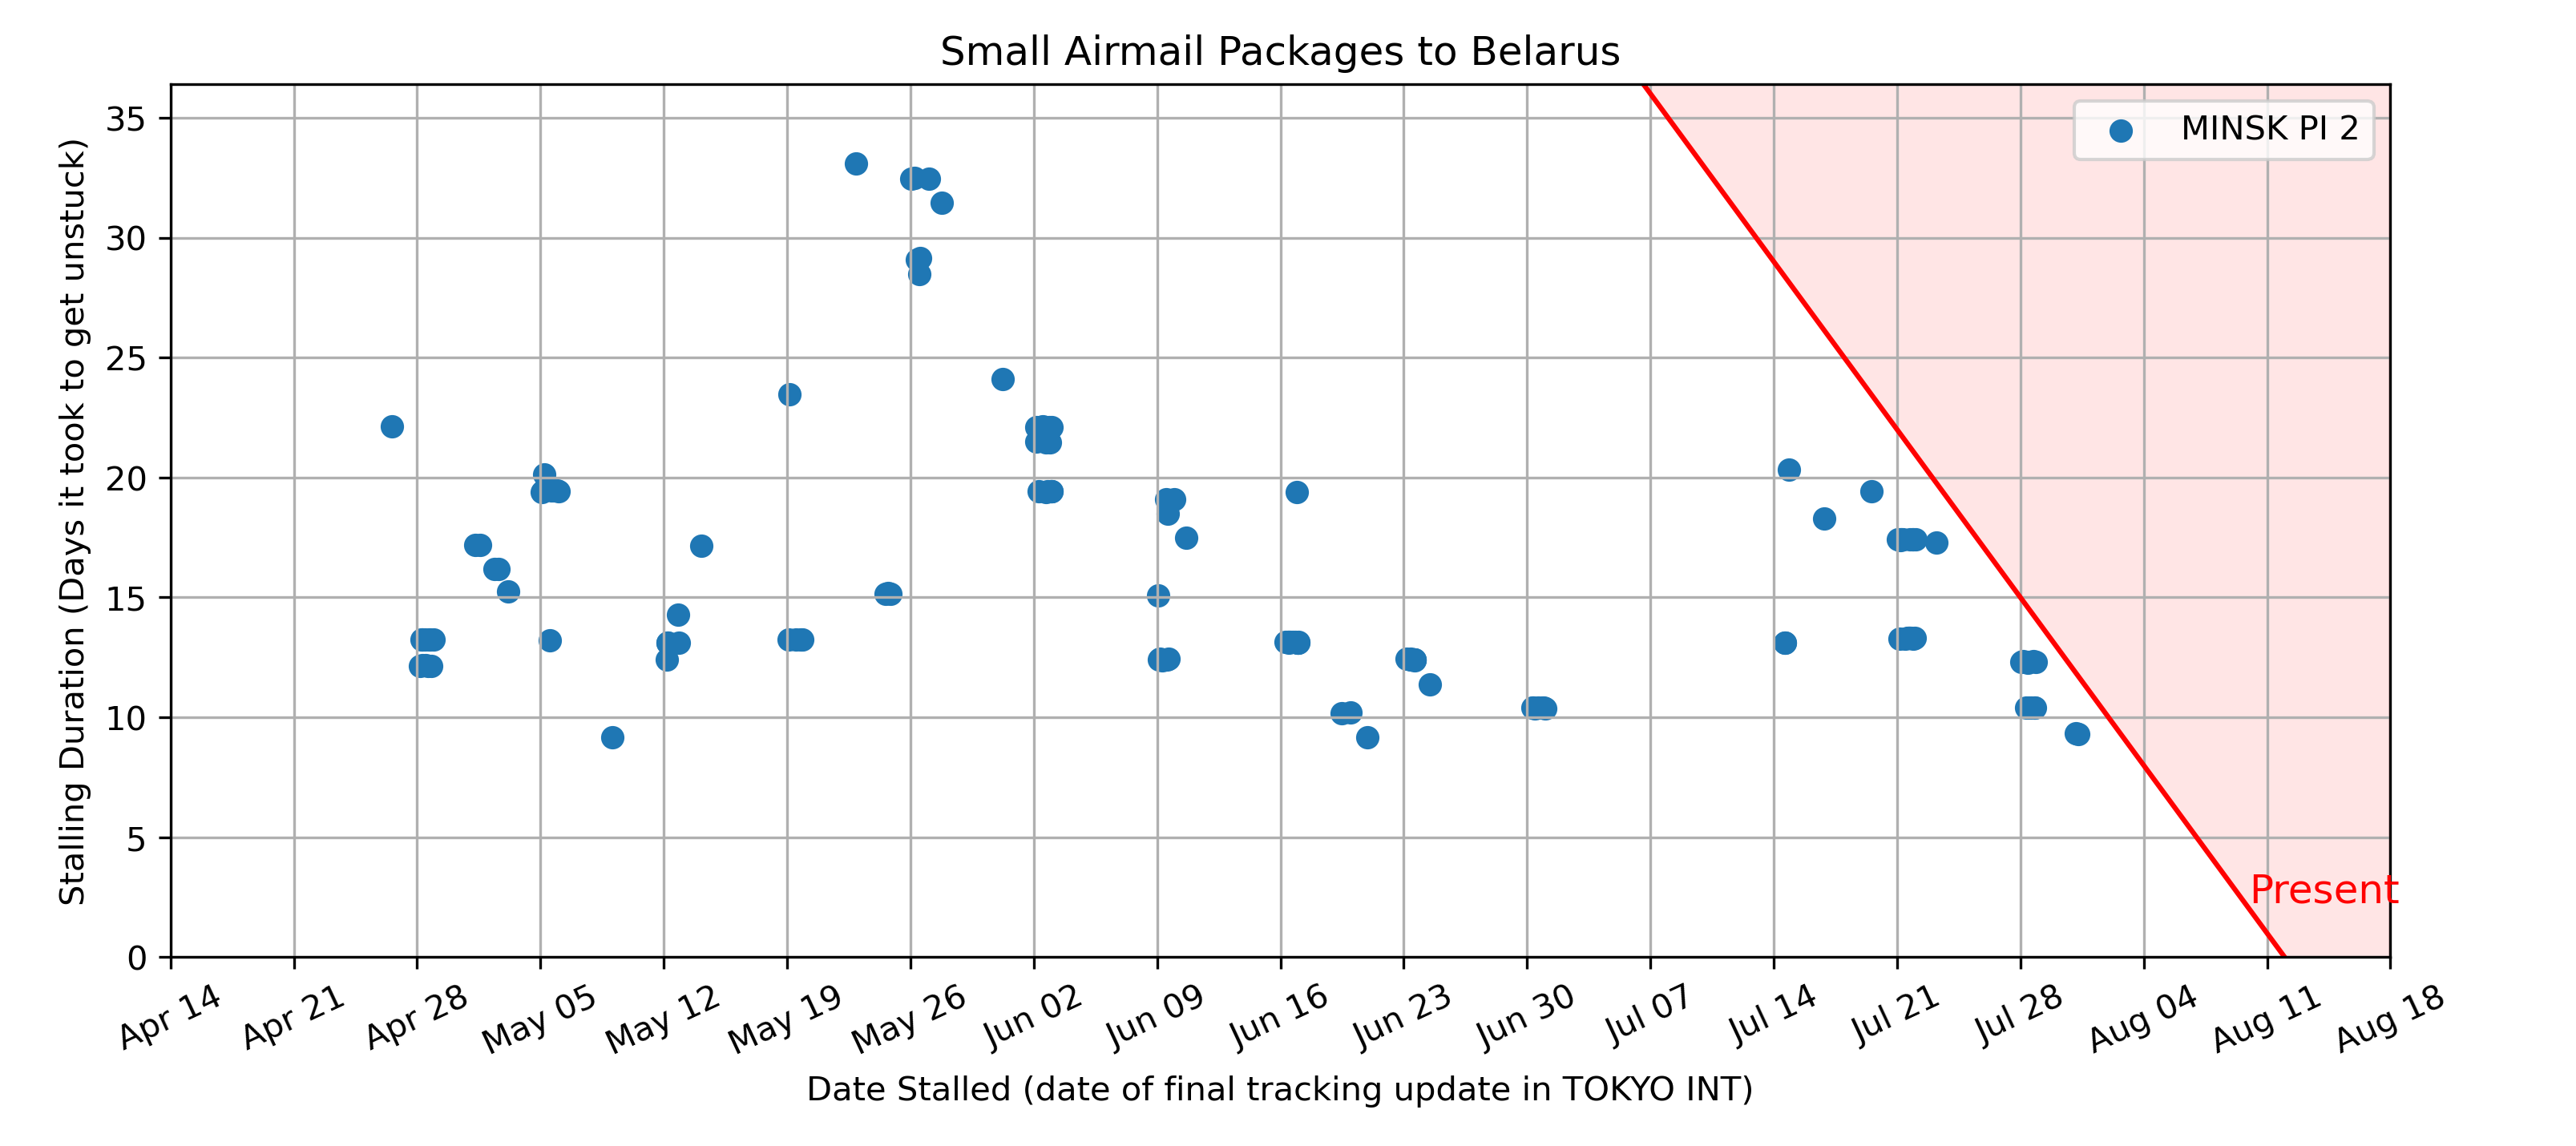 Small Airmail Packages to Belarus
MINSK PI 2
Stalling Duration (Days it took to get unstuck)
35
30
25
20
15
10
5
0
Present
Apr 14
Apr 21
Apr 28
May 05
May 12
May 19
May 26
Jun 02
Jun 09
Jun 16
Jun 23
Jun 30
Jul 07
Jul 14
Jul 21
Jul 28
Aug 04
Aug 11
Aug 18
Date Stalled (date of final tracking update in TOKYO INT)